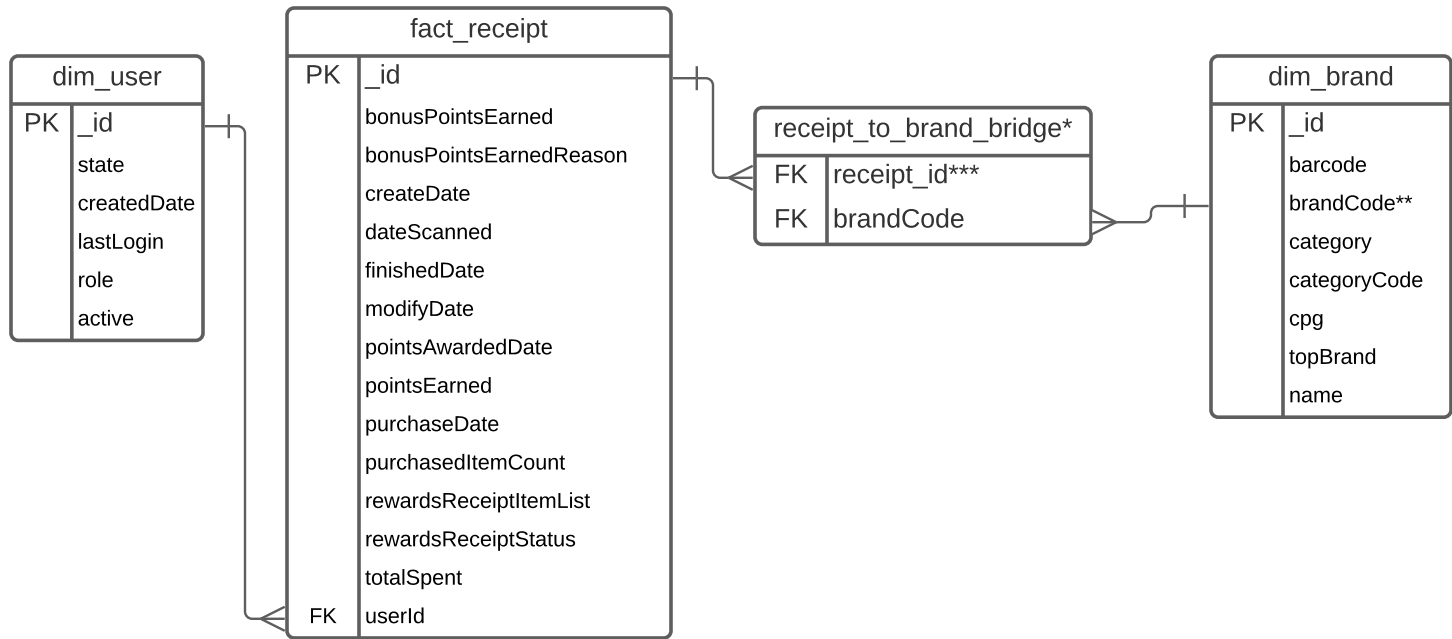 dim_user
PK _id
state
createdDate
lastLogin
role
active
fact_receipt
PK _id
bonusPointsEarned
bonusPointsEarnedReason
createDate
dateScanned
finishedDate
modifyDate
pointsAwardedDate
pointsEarned
purchaseDate
purchasedItemCount
rewardsReceiptItemList
rewardsReceiptStatus
totalSpent
FK userId
receipt_to_brand_bridge*
FK receipt_id***
FK brandCode
dim_brand
PK _id
barcode
brandCode**
category
categoryCode
cpg
topBrand
name